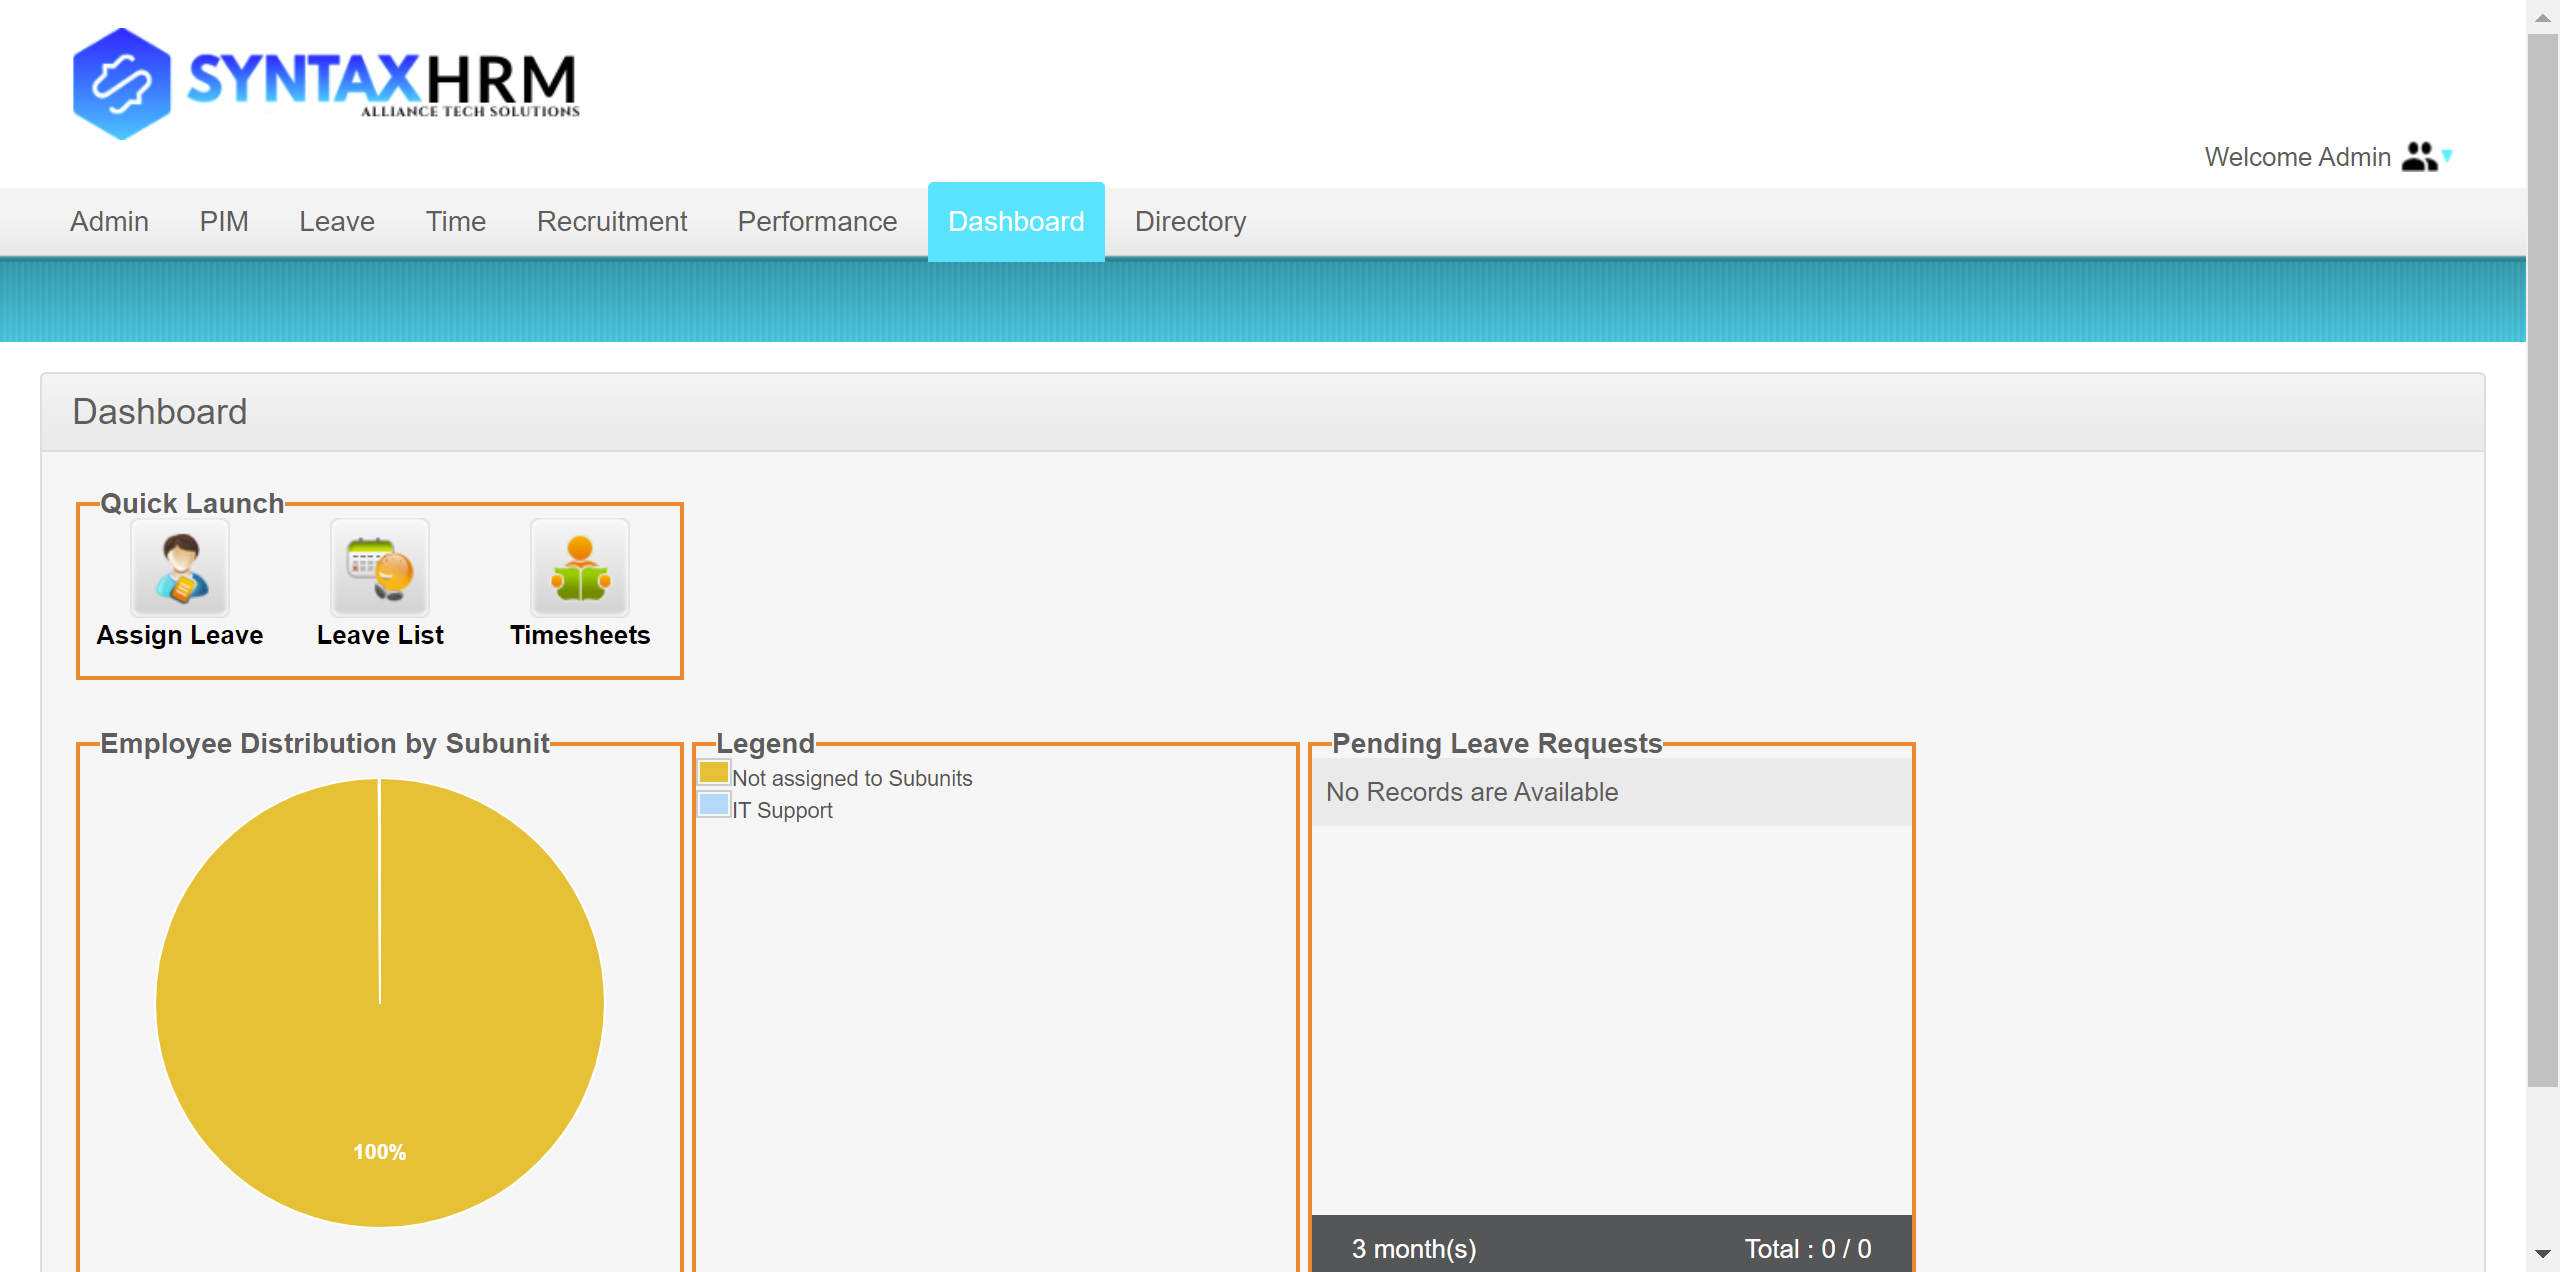 SYNTAXHRM
ALLIANCE TECH SOLUTIONS
Welcome Admin
Admin PIM Leave Time Recruitment Performance Dashboard Directory
Dashboard
Quick Launch
Assign Leave Leave List Timesheets
Employee Distribution by Subunit
100%
Legend
Not assigned to Subunits
IT Support
Pending Leave Requests
No Records are Available
3 month(s) Total : 0 / 0